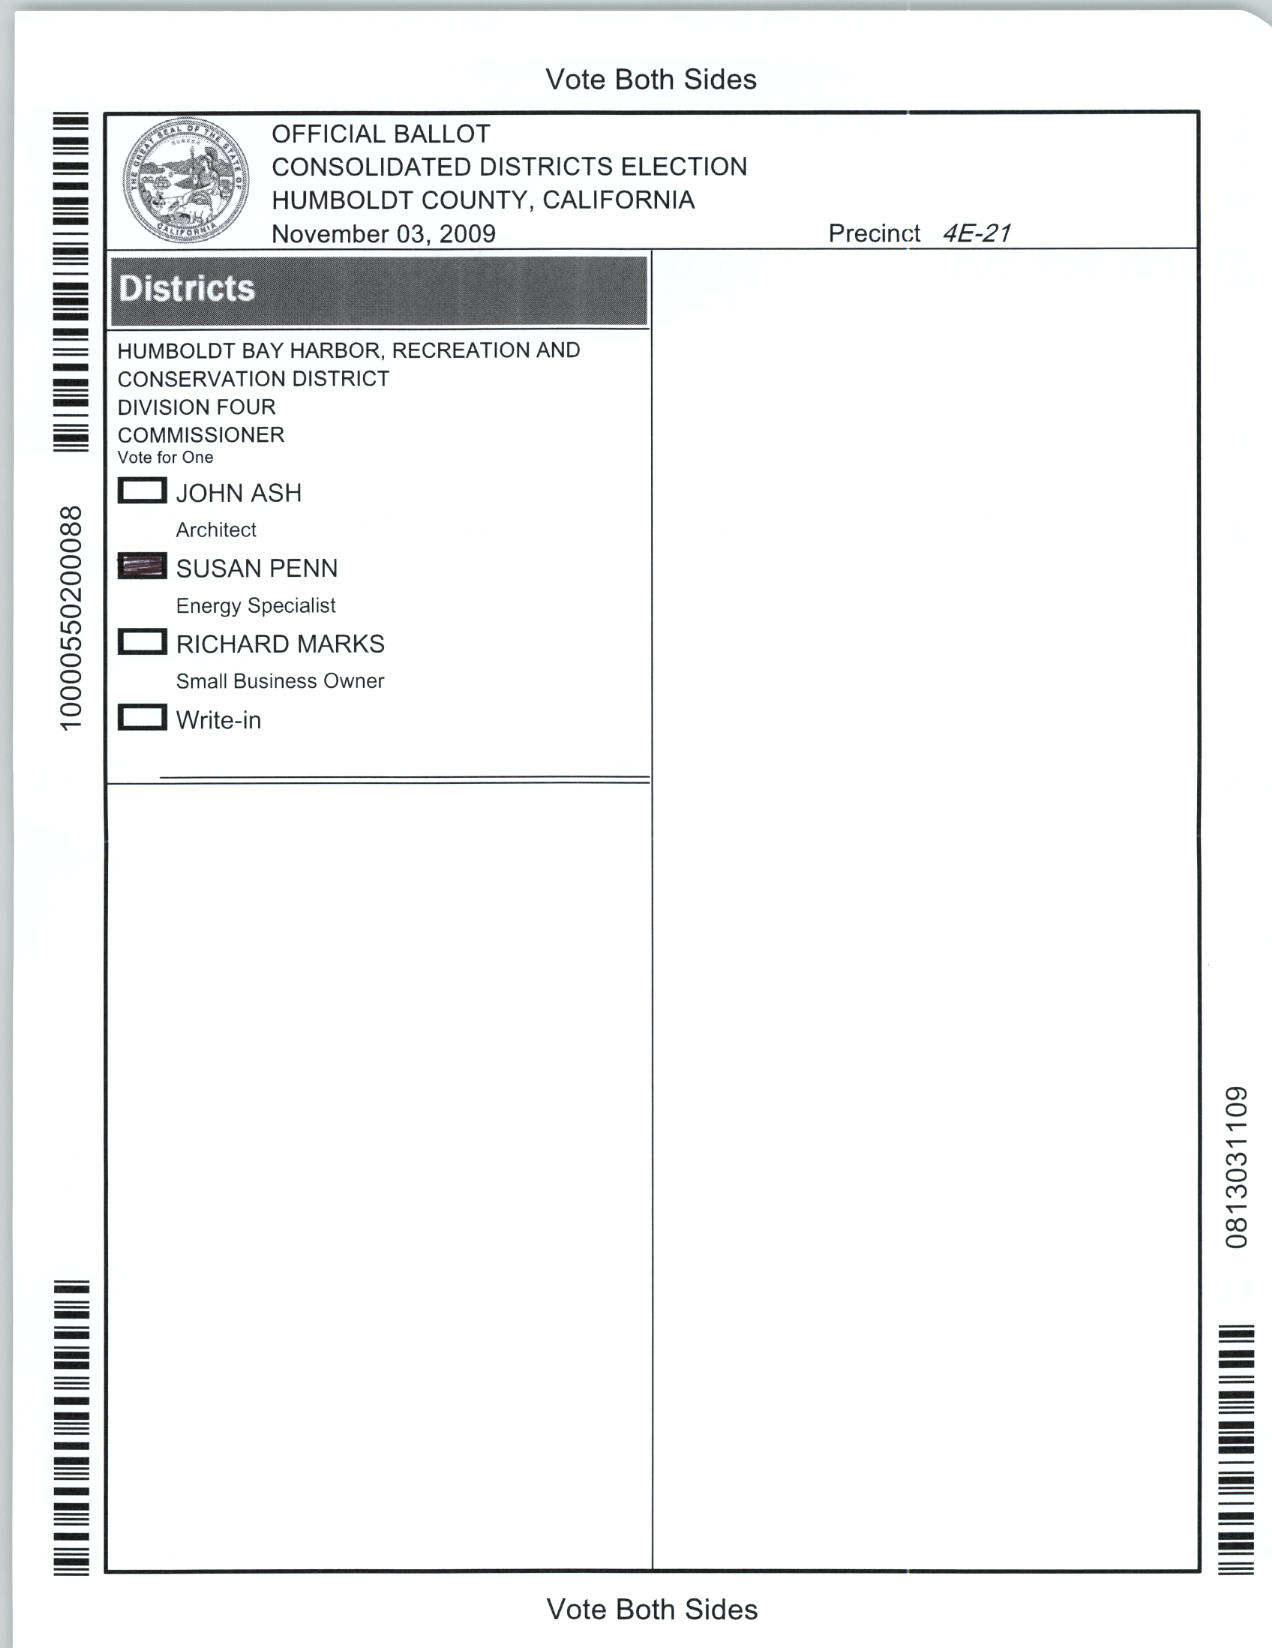 Vote Both Sides
THE GREAT SEAL OF THE STATE OF CALIFORNIA
EUREKA
OFFICIAL BALLOT
CONSOLIDATED DISTRICTS ELECTION
HUMBOLDT COUNTY, CALIFORNIA
November 03, 2009
Precinct 4E-21
Districts
HUMBOLDT BAY HARBOR, RECREATION AND
CONSERVATION DISTRICT
DIVISION FOUR
COMMISSIONER
Vote for One
JOHN ASH
Architect
SUSAN PENN
Energy Specialist
RICHARD MARKS
Small Business Owner
Write-in
10000550200088
0813031109
Vote Both Sides